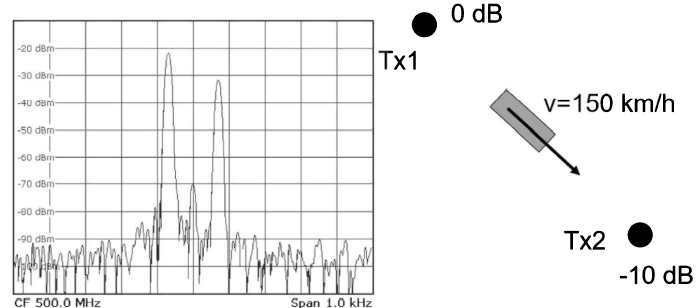 0 dB
Tx1
v=150 km/h
Tx2
-10 dB
-20 dBm
-30 dBm
-40 dBm
-50 dBm
-60 dBm
-70 dBm
-80 dBm
-90 dBm
CF 500.0 MHz Span 1.0 kHz